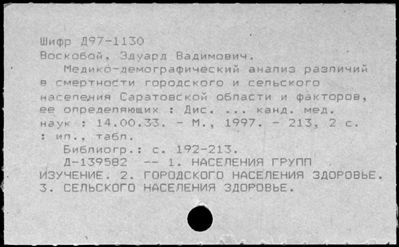 Шифр Д97-1130
Воскобой, Эдуард Вадимович.
Медико-демографический анализ различий
в смертности городского и сельского
населения Саратовской области и факторов,
ее определяющих : Дис. ... канд. мед.
наук : 14.00.33. - М., 1997. - 213, 2 с.
: ил., табл.
Библиогр.: с. 192-213.
Д-139582 -- 1. НАСЕЛЕНИЯ ГРУПП
ИЗУЧЕНИЕ. 2. ГОРОДСКОГО НАСЕЛЕНИЯ ЗДОРОВЬЕ.
3. СЕЛЬСКОГО НАСЕЛЕНИЯ ЗДОРОВЬЕ.